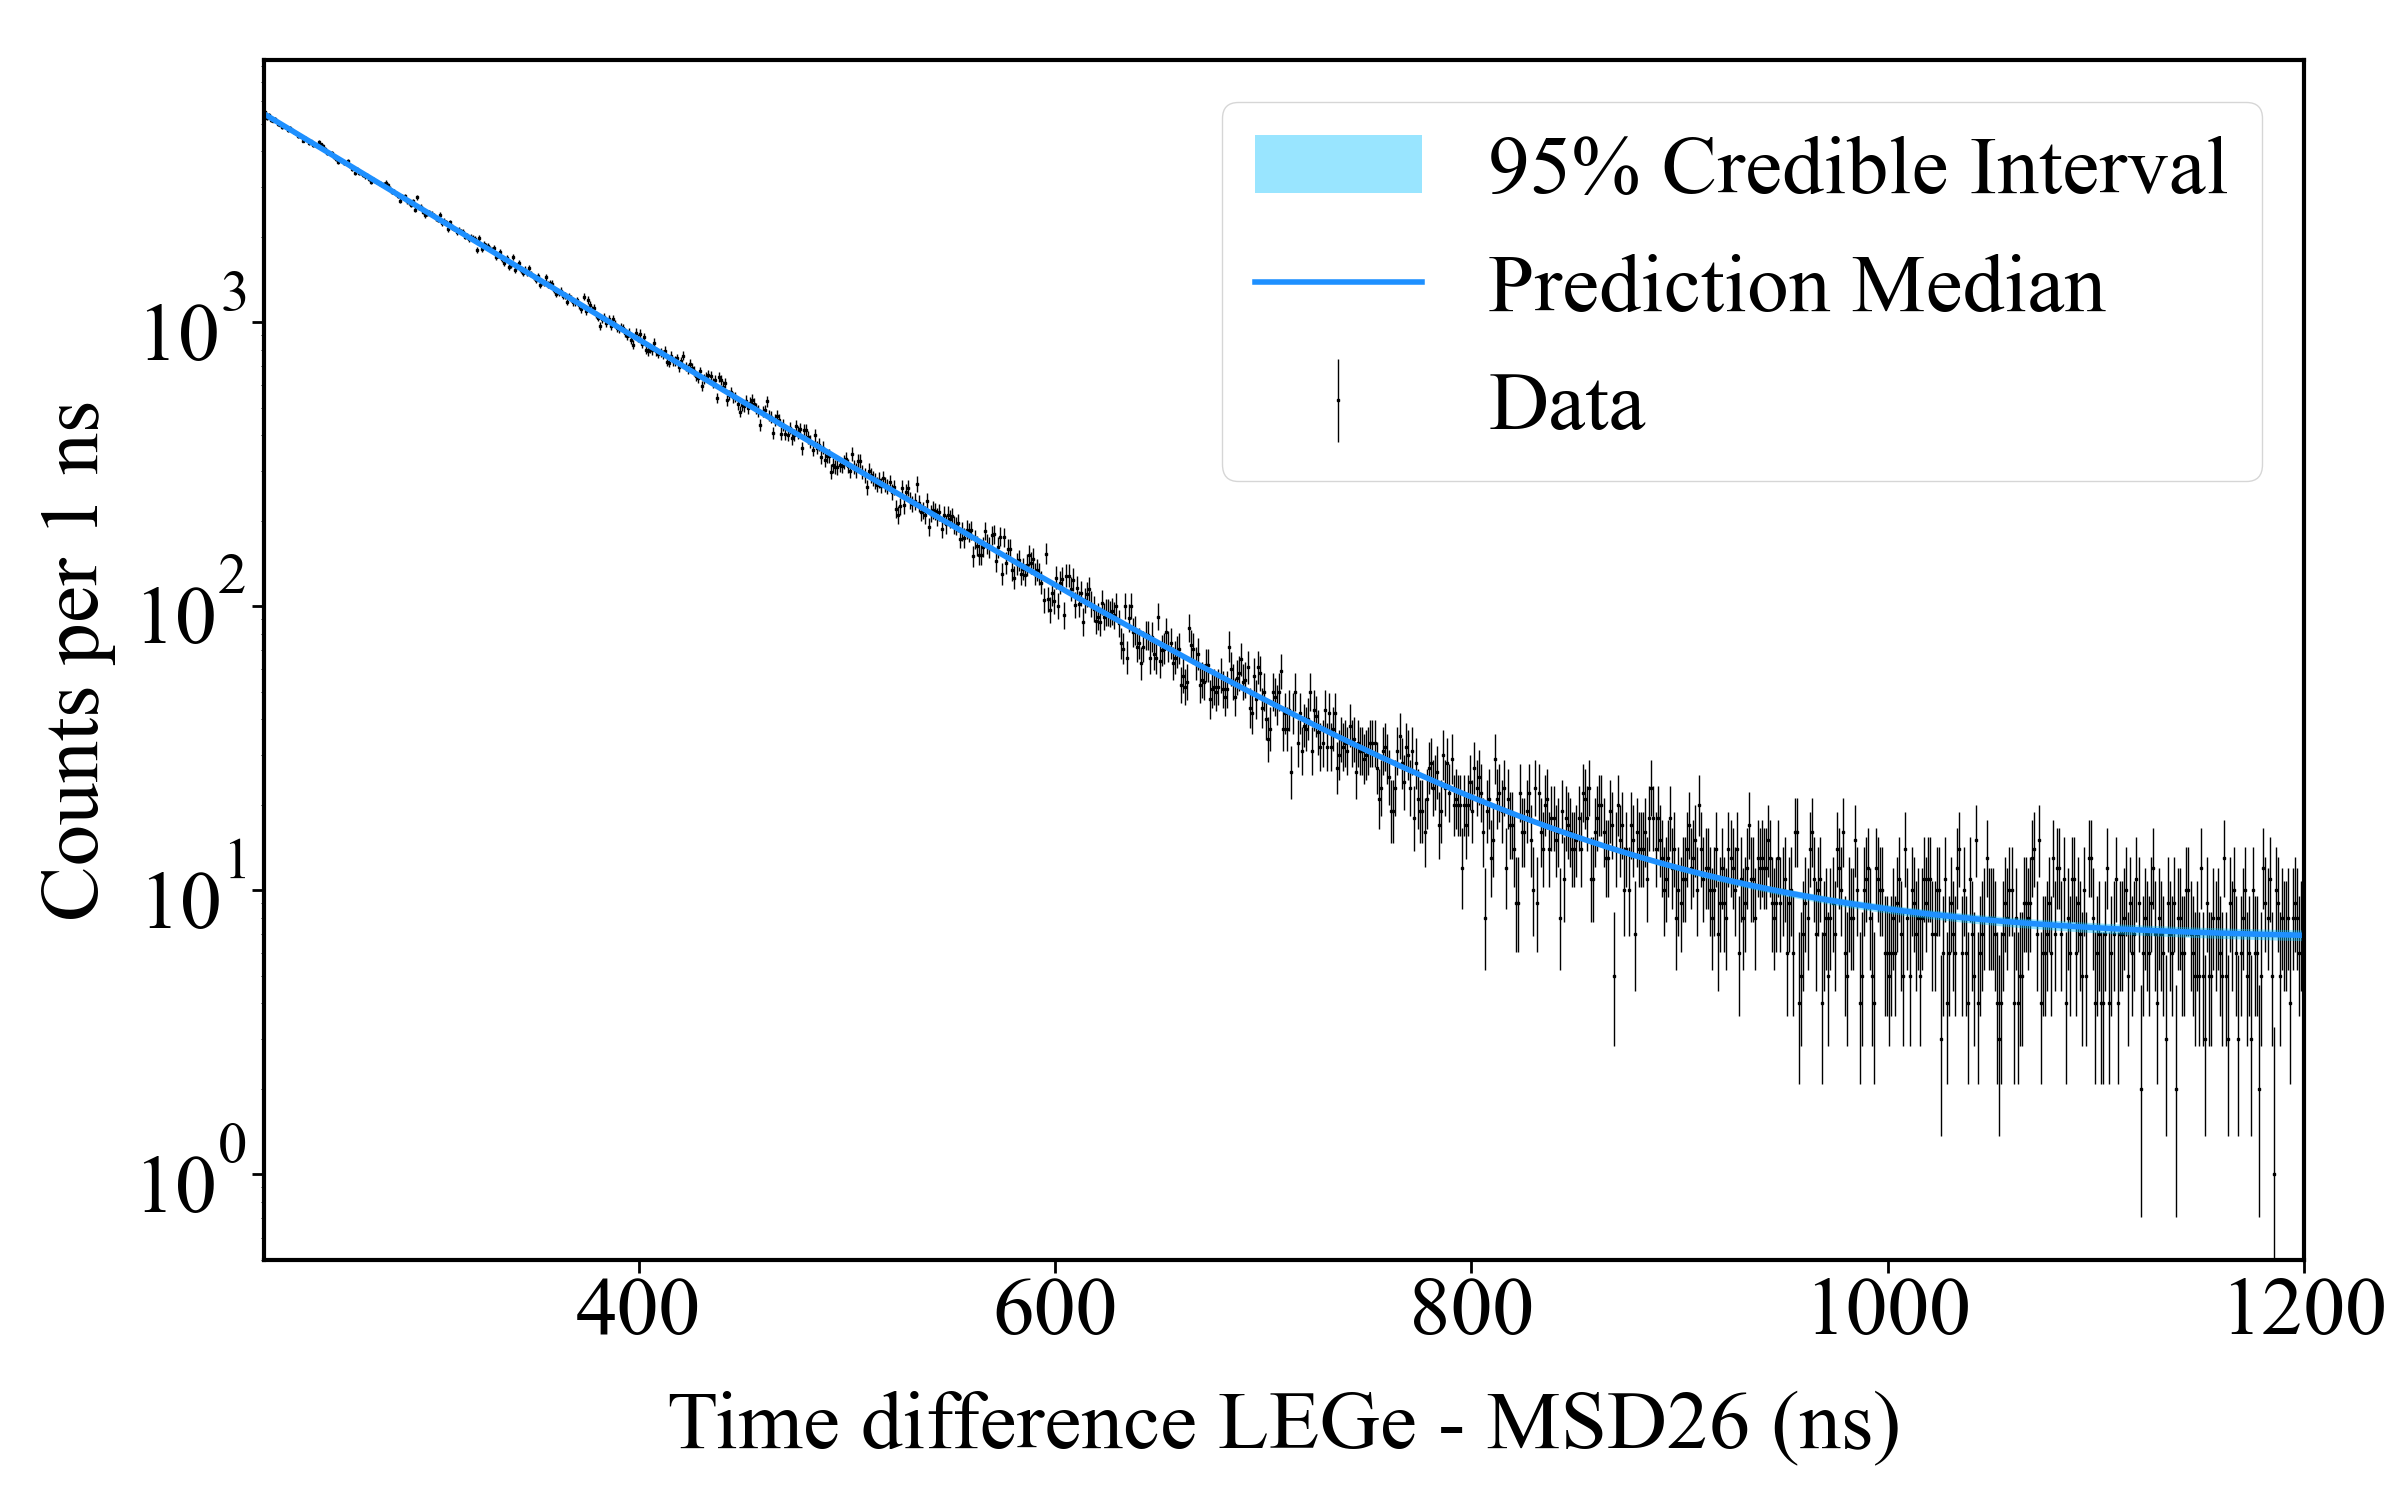 95% Credible Interval
Prediction Median
Data
Counts per 1 ns
10³
10²
10¹
10⁰
400 600 800 1000 1200
Time difference LEGe - MSD26 (ns)